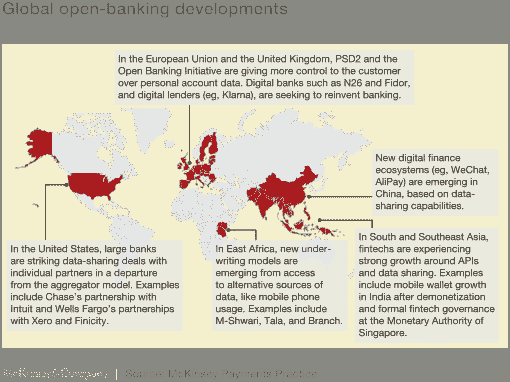 Global open-banking developments
In the European Union and the United Kingdom, PSD2 and the
Open Banking Initiative are giving more control to the customer
over personal account data. Digital banks such as N26 and Fidor,
and digital lenders (eg, Klarna), are seeking to reinvent banking.
New digital finance
ecosystems (eg, WeChat,
AliPay) are emerging in
China, based on data-
sharing capabilities.
In the United States, large banks
are striking data-sharing deals with
individual partners in a departure
from the aggregator model. Examples
include Chase's partnership with
Intuit and Wells Fargo's partnerships
with Xero and Finicity.
In East Africa, new under-
writing models are
emerging from access
to alternative sources of
data, like mobile phone
usage. Examples include
M-Shwari, Tala, and Branch.
In South and Southeast Asia,
fintechs are experiencing
strong growth around APIs
and data sharing. Examples
include mobile wallet growth
in India after demonetization
and formal fintech governance
at the Monetary Authority of
Singapore.
McKinsey & Company | Source: McKinsey Payments Practice